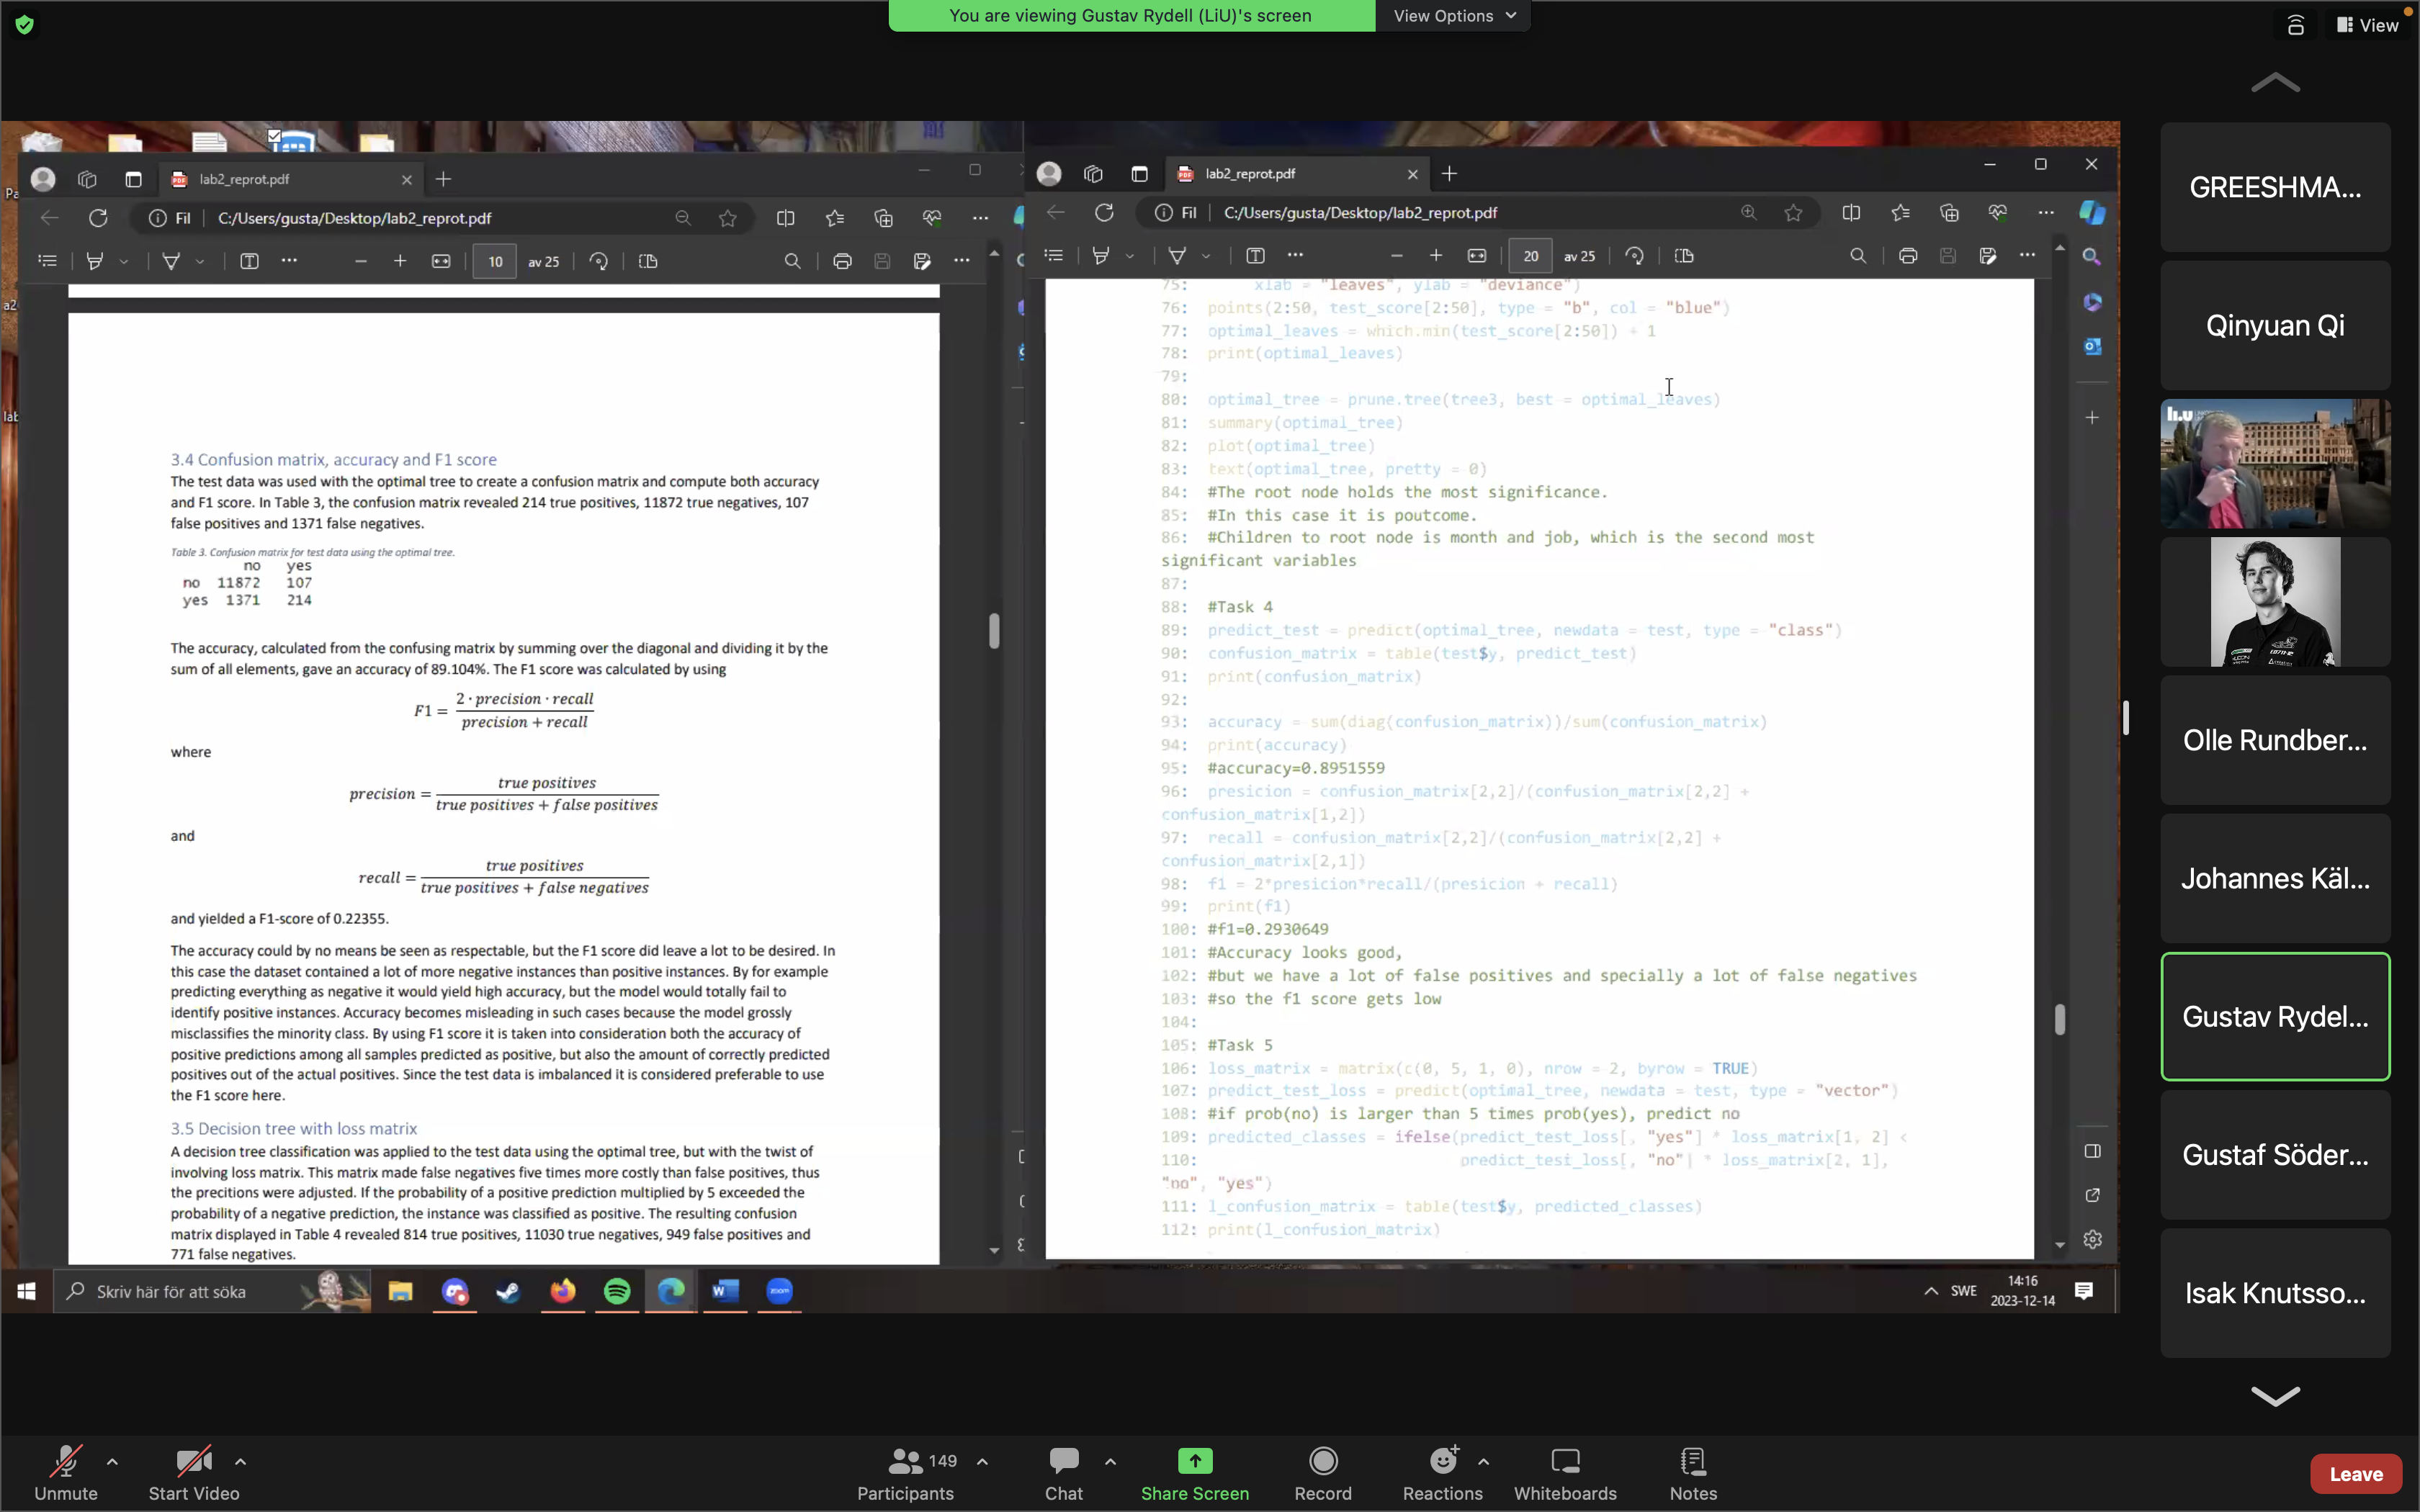 You are viewing Gustav Rydell (LiU)'s screen
View Options
View
lab2_reprot.pdf
Fil
C:/Users/gusta/Desktop/lab2_reprot.pdf
10
av 25
3.4 Confusion matrix, accuracy and F1 score
The test data was used with the optimal tree to create a confusion matrix and compute both accuracy
and F1 score. In Table 3, the confusion matrix revealed 214 true positives, 11872 true negatives, 107
false positives and 1371 false negatives.
Table 3. Confusion matrix for test data using the optimal tree.
no yes
no 11872 107
yes 1371 214
The accuracy, calculated from the confusing matrix by summing over the diagonal and dividing it by the
sum of all elements, gave an accuracy of 89.104%. The F1 score was calculated by using
F1 = 2 · precision · recall
precision + recall
where
precision = true positives
true positives + false positives
and
recall = true positives
true positives + false negatives
and yielded a F1-score of 0.22355.
The accuracy could by no means be seen as respectable, but the F1 score did leave a lot to be desired. In
this case the dataset contained a lot of more negative instances than positive instances. By for example
predicting everything as negative it would yield high accuracy, but the model would totally fail to
identify positive instances. Accuracy becomes misleading in such cases because the model grossly
misclassifies the minority class. By using F1 score it is taken into consideration both the accuracy of
positive predictions among all samples predicted as positive, but also the amount of correctly predicted
positives out of the actual positives. Since the test data is imbalanced it is considered preferable to use
the F1 score here.
3.5 Decision tree with loss matrix
A decision tree classification was applied to the test data using the optimal tree, but with the twist of
involving loss matrix. This matrix made false negatives five times more costly than false positives, thus
the precitions were adjusted. If the probability of a positive prediction multiplied by 5 exceeded the
probability of a negative prediction, the instance was classified as positive. The resulting confusion
matrix displayed in Table 4 revealed 814 true positives, 11030 true negatives, 949 false positives and
771 false negatives.
lab2_reprot.pdf
Fil
C:/Users/gusta/Desktop/lab2_reprot.pdf
20
av 25
75: xlab = "leaves", ylab = "deviance")
76: points(2:50, test_score[2:50], type = "b", col = "blue")
77: optimal_leaves = which.min(test_score[2:50]) + 1
78: print(optimal_leaves)
79:
80: optimal_tree = prune.tree(tree3, best = optimal_leaves)
81: summary(optimal_tree)
82: plot(optimal_tree)
83: text(optimal_tree, pretty = 0)
84: #The root node holds the most significance.
85: #In this case it is poutcome.
86: #Children to root node is month and job, which is the second most
significant variables
87:
88: #Task 4
89: predict_test = predict(optimal_tree, newdata = test, type = "class")
90: confusion_matrix = table(test$y, predict_test)
91: print(confusion_matrix)
92:
93: accuracy = sum(diag(confusion_matrix))/sum(confusion_matrix)
94: print(accuracy)
95: #accuracy=0.8951559
96: presicion = confusion_matrix[2,2]/(confusion_matrix[2,2] +
confusion_matrix[1,2])
97: recall = confusion_matrix[2,2]/(confusion_matrix[2,2] +
confusion_matrix[2,1])
98: f1 = 2*presicion*recall/(presicion + recall)
99: print(f1)
100: #f1=0.2930649
101: #Accuracy looks good,
102: #but we have a lot of false positives and specially a lot of false negatives
103: #so the f1 score gets low
104:
105: #Task 5
106: loss_matrix = matrix(c(0, 5, 1, 0), nrow = 2, byrow = TRUE)
107: predict_test_loss = predict(optimal_tree, newdata = test, type = "vector")
108: #if prob(no) is larger than 5 times prob(yes), predict no
109: predicted_classes = ifelse(predict_test_loss[, "yes"] * loss_matrix[1, 2] <
110: predict_test_loss[, "no"] * loss_matrix[2, 1],
"no", "yes")
111: l_confusion_matrix = table(test$y, predicted_classes)
112: print(l_confusion_matrix)
Skriv här för att söka
SWE
14:16
2023-12-14
GREESHMA...
Qinyuan Qi
li.u
Olle Rundber...
Johannes Käl...
Gustav Rydel...
Gustaf Söder...
Isak Knutsso...
Unmute
Start Video
149
Participants
Chat
Share Screen
Record
Reactions
Whiteboards
Notes
Leave